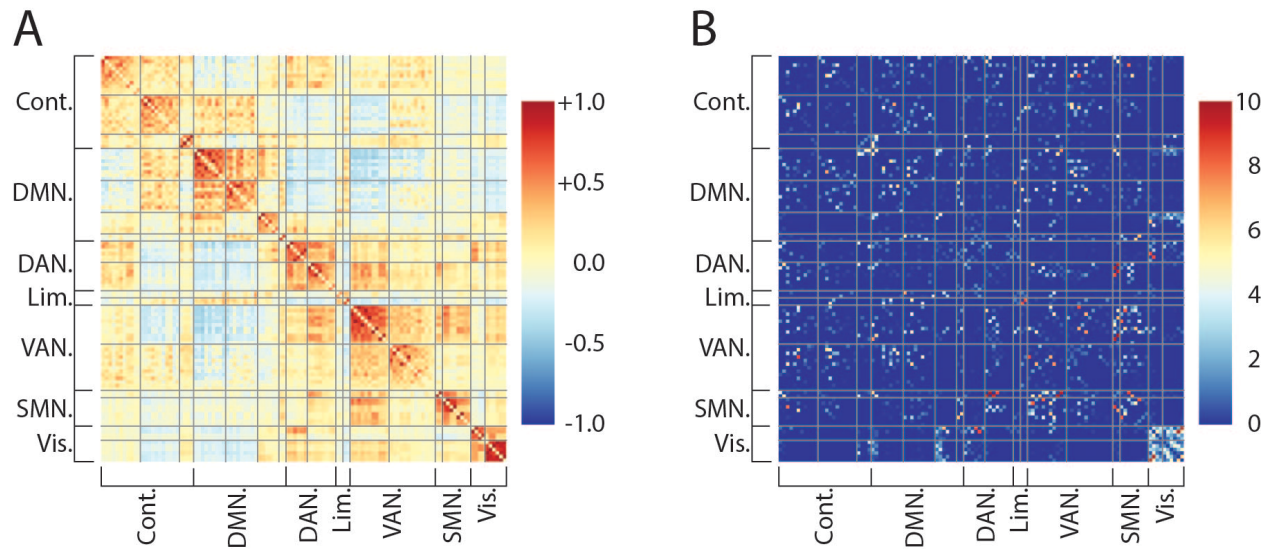 A
Cont.
DMN.
DAN.
Lim.
VAN.
SMN.
Vis.
Cont.
DMN.
DAN.
Lim.
VAN.
SMN.
Vis.
+1.0
+0.5
0.0
-0.5
-1.0
B
Cont.
DMN.
DAN.
Lim.
VAN.
SMN.
Vis.
Cont.
DMN.
DAN.
Lim.
VAN.
SMN.
Vis.
10
8
6
4
2
0